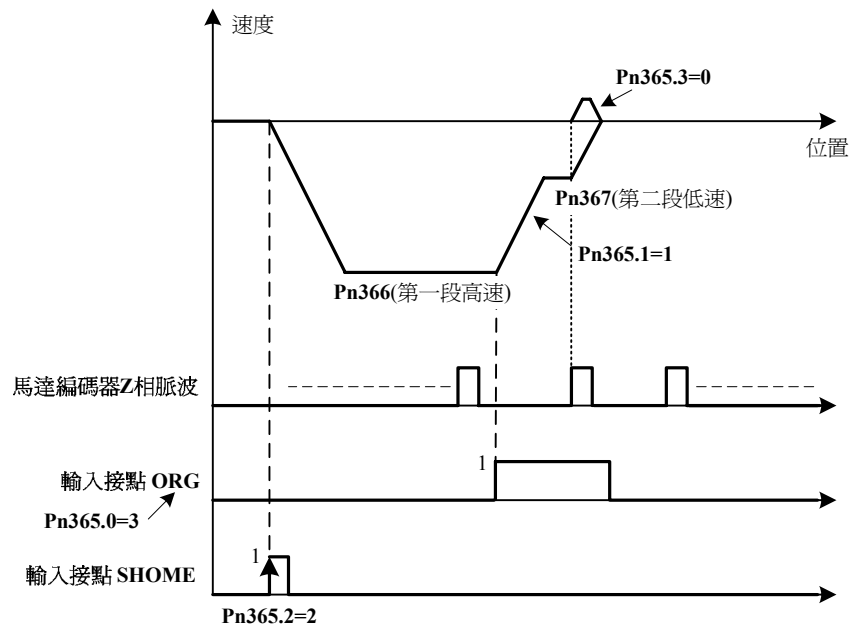 速度
Pn365.3=0
位置
Pn367(第二段低速)
Pn365.1=1
Pn366(第一段高速)
馬達編碼器Z相脈波
1
輸入接點 ORG
Pn365.0=3
1
輸入接點 SHOME
Pn365.2=2